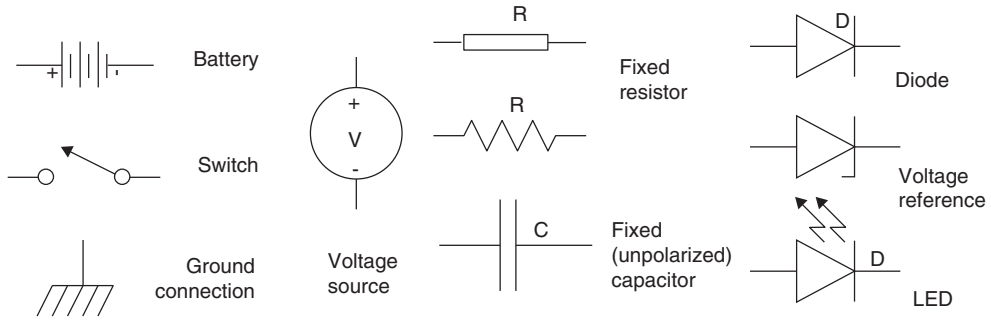 +
-
Battery
Switch
Ground
connection
+
V
-
Voltage
source
R
Fixed
resistor
R
C
Fixed
(unpolarized)
capacitor
D
Diode
Voltage
reference
D
LED